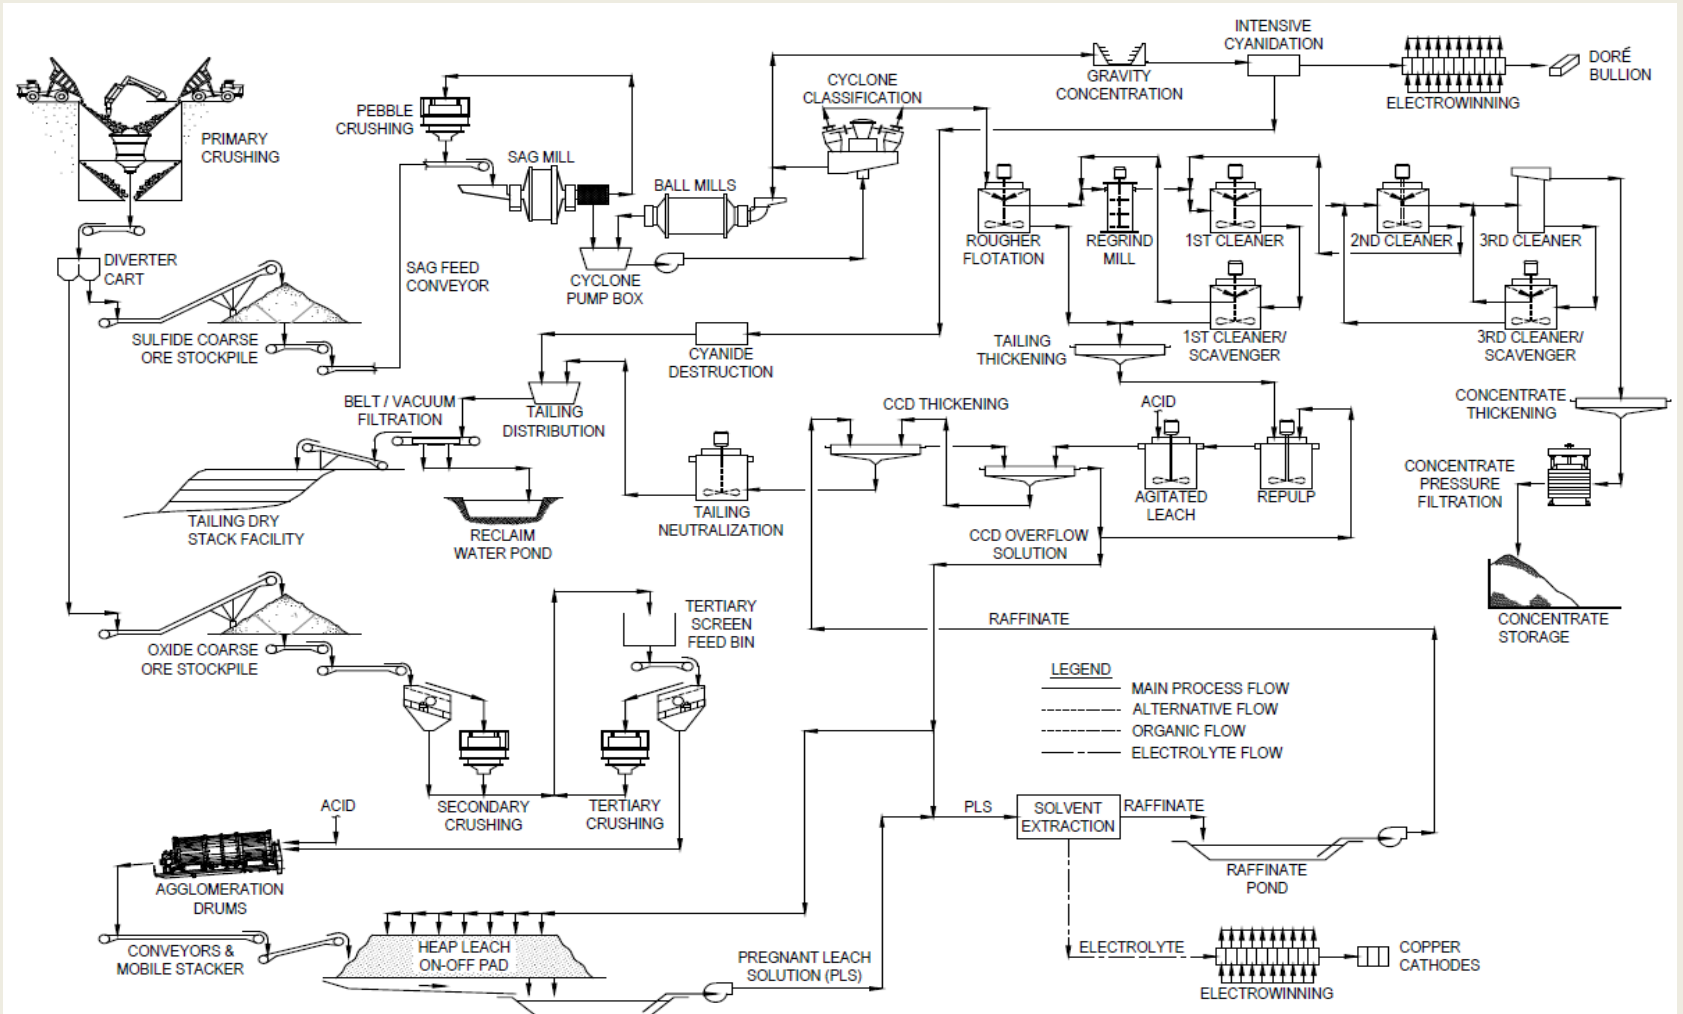 INTENSIVE
CYANIDATION
DORÉ
BULLION
GRAVITY
CONCENTRATION
ELECTROWINNING
CYCLONE
CLASSIFICATION
PEBBLE
CRUSHING
PRIMARY
CRUSHING
SAG MILL
BALL MILLS
ROUGHER
FLOTATION
REGRIND
MILL
1ST CLEANER
2ND CLEANER
3RD CLEANER
DIVERTER
CART
SAG FEED
CONVEYOR
CYCLONE
PUMP BOX
SULFIDE COARSE
ORE STOCKPILE
CYANIDE
DESTRUCTION
TAILING
THICKENING
1ST CLEANER/
SCAVENGER
3RD CLEANER/
SCAVENGER
BELT / VACUUM
FILTRATION
TAILING
DISTRIBUTION
CCD THICKENING
ACID
CONCENTRATE
THICKENING
AGITATED
LEACH
REPULP
CONCENTRATE
PRESSURE
FILTRATION
TAILING DRY
STACK FACILITY
RECLAIM
WATER POND
TAILING
NEUTRALIZATION
CCD OVERFLOW
SOLUTION
CONCENTRATE
STORAGE
OXIDE COARSE
ORE STOCKPILE
TERTIARY
SCREEN
FEED BIN
RAFFINATE
LEGEND
MAIN PROCESS FLOW
ALTERNATIVE FLOW
ORGANIC FLOW
ELECTROLYTE FLOW
ACID
SECONDARY
CRUSHING
TERTIARY
CRUSHING
PLS
SOLVENT
EXTRACTION
RAFFINATE
RAFFINATE
POND
AGGLOMERATION
DRUMS
CONVEYORS &
MOBILE STACKER
HEAP LEACH
ON-OFF PAD
PREGNANT LEACH
SOLUTION (PLS)
ELECTROLYTE
COPPER
CATHODES
ELECTROWINNING